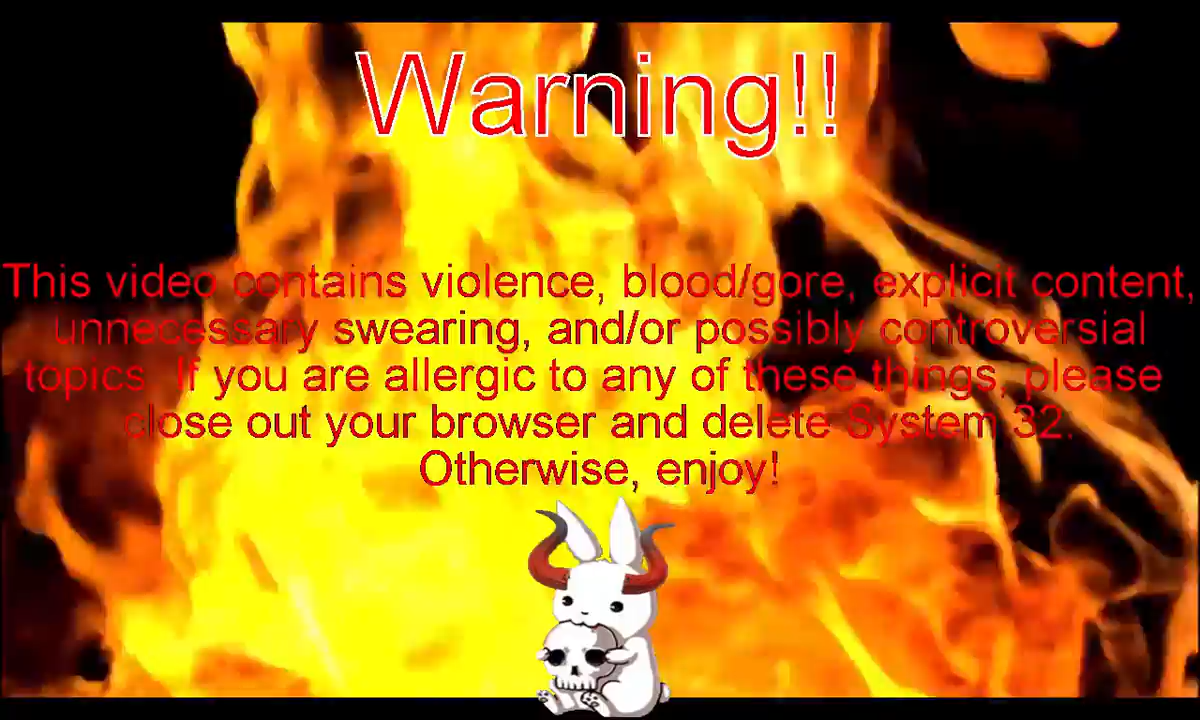 Warning!!
This video contains violence, blood/gore, explicit content,
unnecessary swearing, and/or possibly controversial
topics. If you are allergic to any of these things, please
close out your browser and delete System 32.
Otherwise, enjoy!